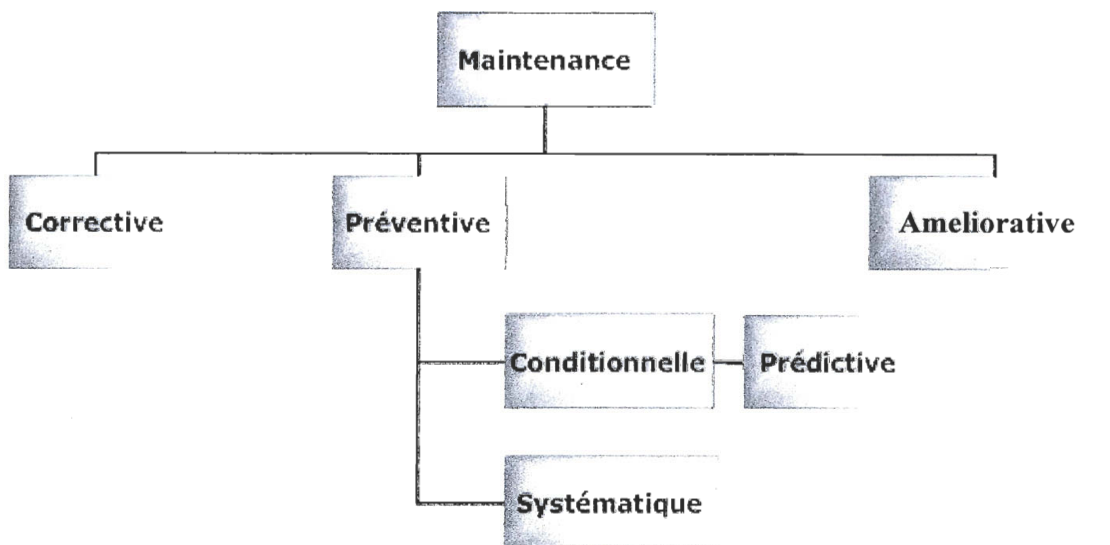 Maintenance
Corrective
Préventive
Ameliorative
Conditionnelle
Prédictive
Systématique